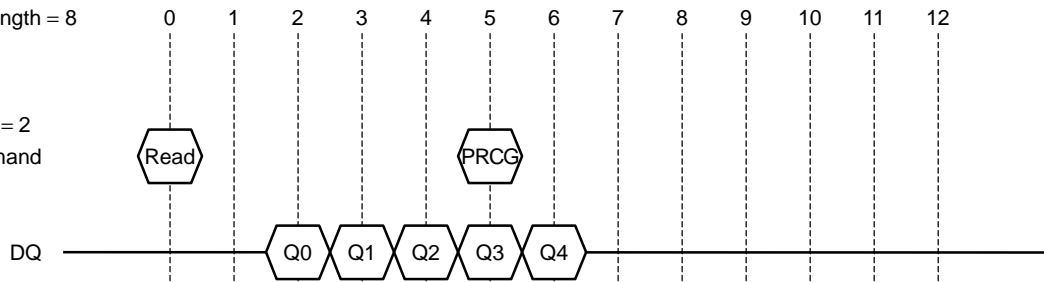 ngth = 8 0 1 2 3 4 5 6 7 8 9 10 11 12
= 2
nand Read PRCG
DQ Q0 Q1 Q2 Q3 Q4